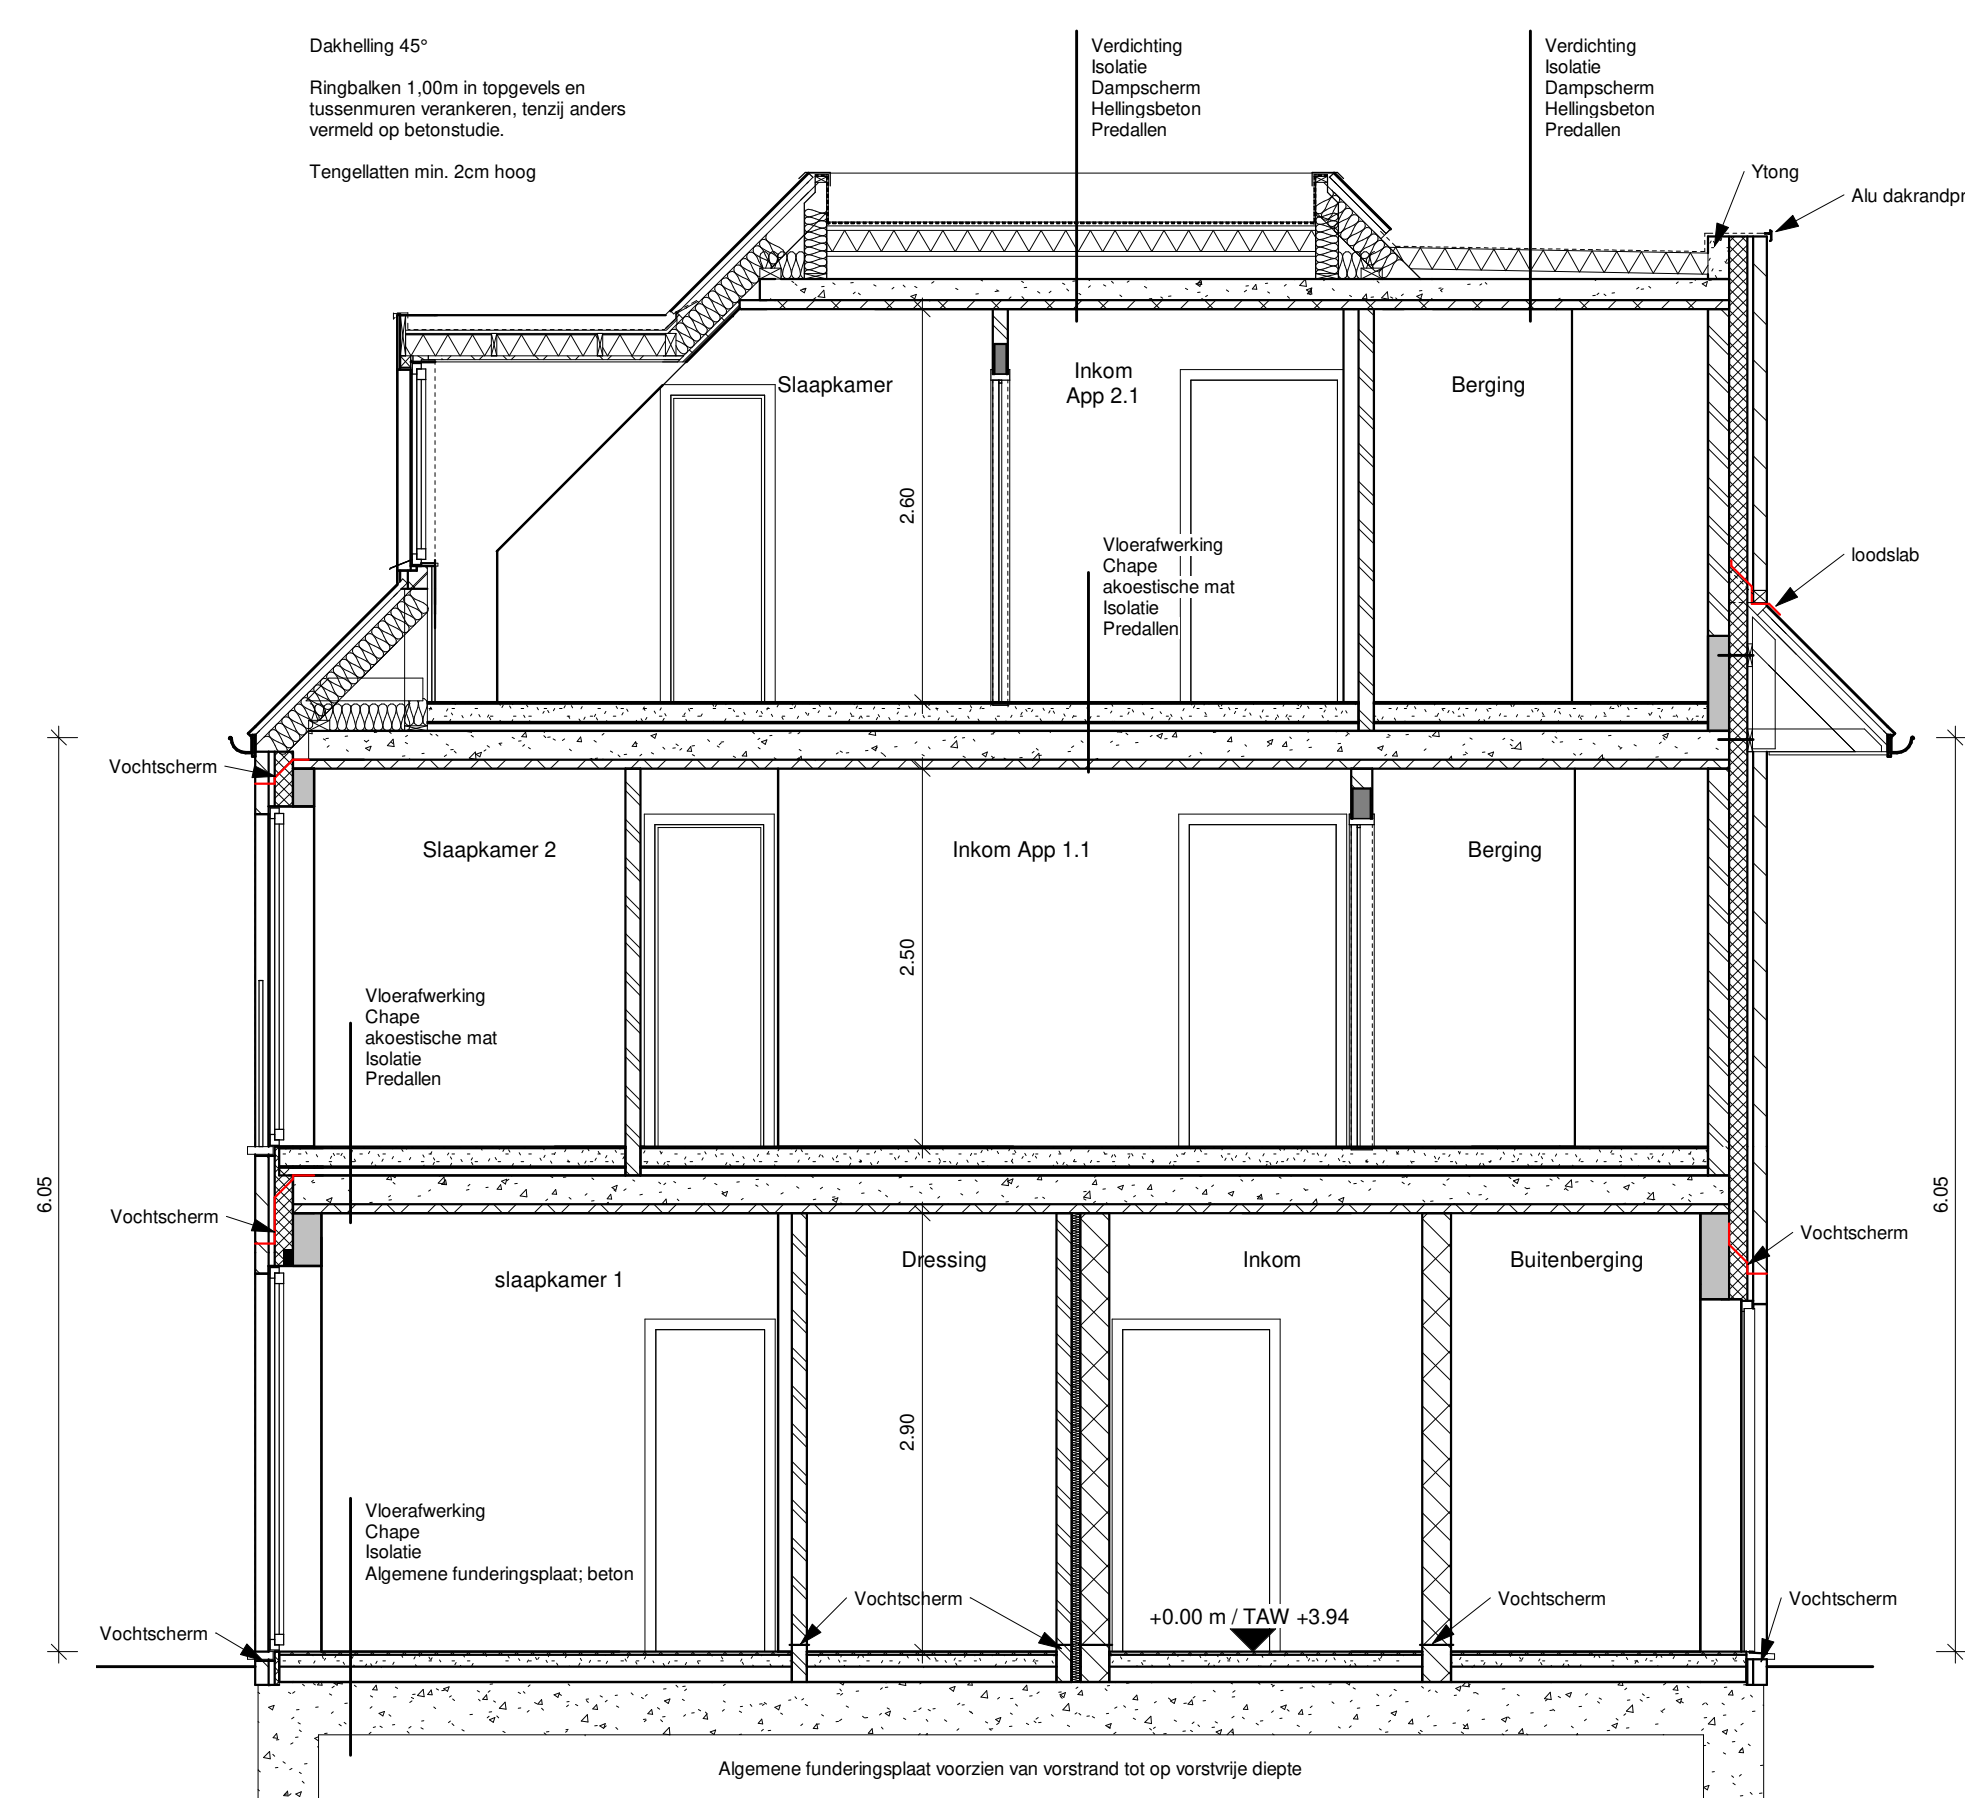 Dakhelling 45°
Ringbalken 1,00m in topgevels en
tussenmuren verankeren, tenzij anders
vermeld op betonstudie.
Tengellatten min. 2cm hoog
Verdichting
Isolatie
Dampscherm
Hellingsbeton
Predallen
Verdichting
Isolatie
Dampscherm
Hellingsbeton
Predallen
Ytong
Alu dakrandpr
Slaapkamer
Inkom
App 2.1
Berging
2.60
Vloerafwerking
Chape
akoestische mat
Isolatie
Predallen
loodslab
Vochtscherm
Slaapkamer 2
Inkom App 1.1
Berging
2.50
Vloerafwerking
Chape
akoestische mat
Isolatie
Predallen
6.05
6.05
Vochtscherm
Vochtscherm
slaapkamer 1
Dressing
Inkom
Buitenberging
2.90
Vloerafwerking
Chape
Isolatie
Algemene funderingsplaat; beton
Vochtscherm
Vochtscherm
Vochtscherm
Vochtscherm
+0.00 m / TAW +3.94
Algemene funderingsplaat voorzien van vorstrand tot op vorstvrije diepte